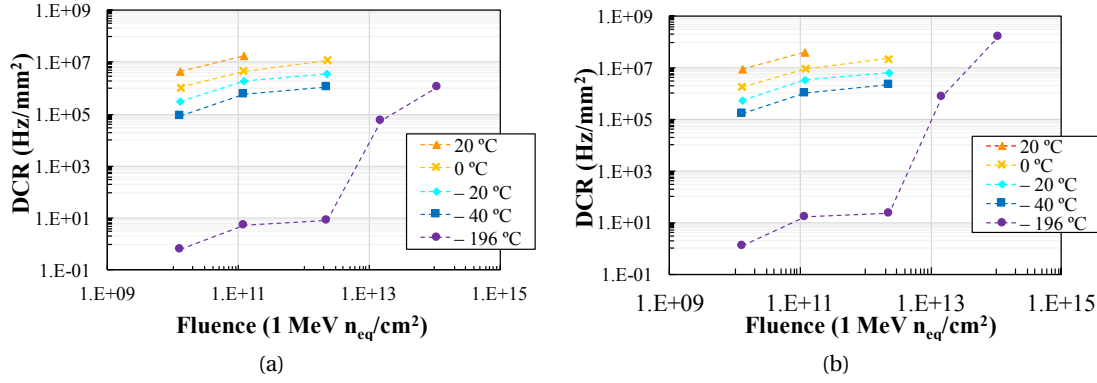 1.E+09
1.E+07
1.E+05
1.E+03
1.E+01
1.E-01
DCR (Hz/mm²)
20 ºC
0 ºC
– 20 ºC
– 40 ºC
– 196 ºC
1.E+09 1.E+11 1.E+13 1.E+15
Fluence (1 MeV nₑq/cm²)
(a)
1.E+09
1.E+07
1.E+05
1.E+03
1.E+01
1.E-01
DCR (Hz/mm²)
20 ºC
0 ºC
– 20 ºC
– 40 ºC
– 196 ºC
1.E+09 1.E+11 1.E+13 1.E+15
Fluence (1 MeV nₑq/cm²)
(b)